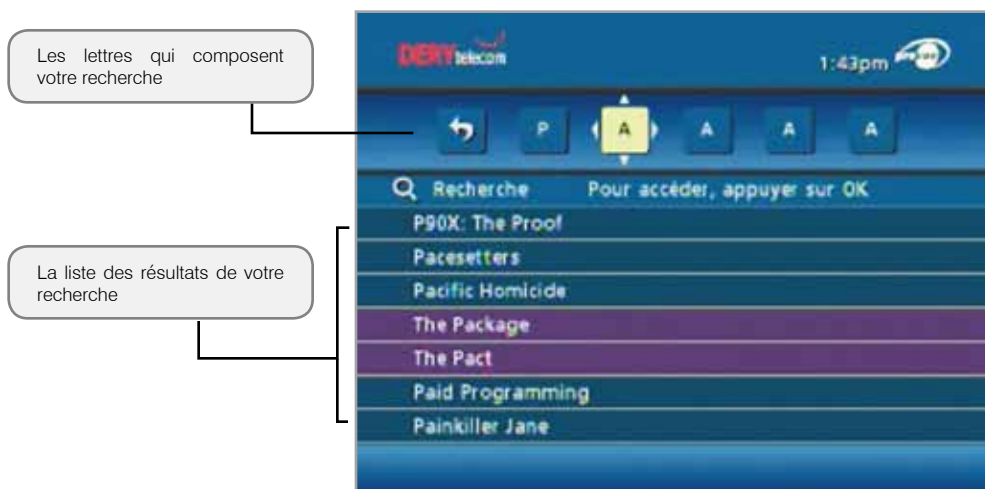 Les lettres qui composent
votre recherche
DERYtelecom
1:43pm
P A A A A
Recherche Pour accéder, appuyer sur OK
P90X: The Proof
Pacesetters
Pacific Homicide
La liste des résultats de votre
recherche
The Package
The Pact
Paid Programming
Painkiller Jane